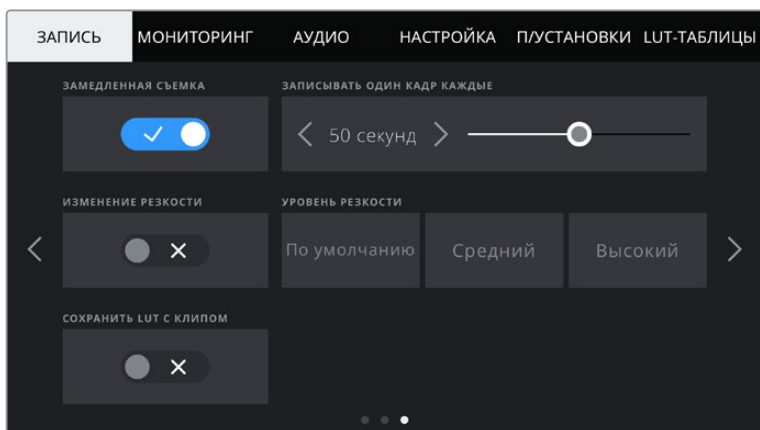 ЗАПИСЬ МОНИТОРИНГ АУДИО НАСТРОЙКА П/УСТАНОВКИ LUT-ТАБЛИЦЫ
ЗАМЕДЛЕННАЯ СЪЕМКА ЗАПИСЫВАТЬ ОДИН КАДР КАЖДЫЕ
50 секунд
ИЗМЕНЕНИЕ РЕЗКОСТИ УРОВЕНЬ РЕЗКОСТИ
По умолчанию Средний Высокий
СОХРАНИТЬ LUT С КЛИПОМ